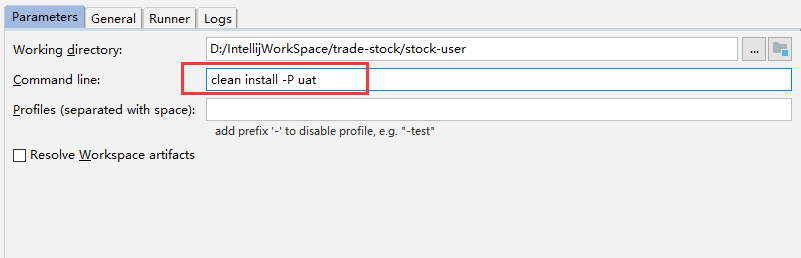 Parameters General Runner Logs
Working directory: D:/IntellijWorkSpace/trade-stock/stock-user ...
Command line: clean install -P uat
Profiles (separated with space):
add prefix '-' to disable profile, e.g. "-test"
Resolve Workspace artifacts